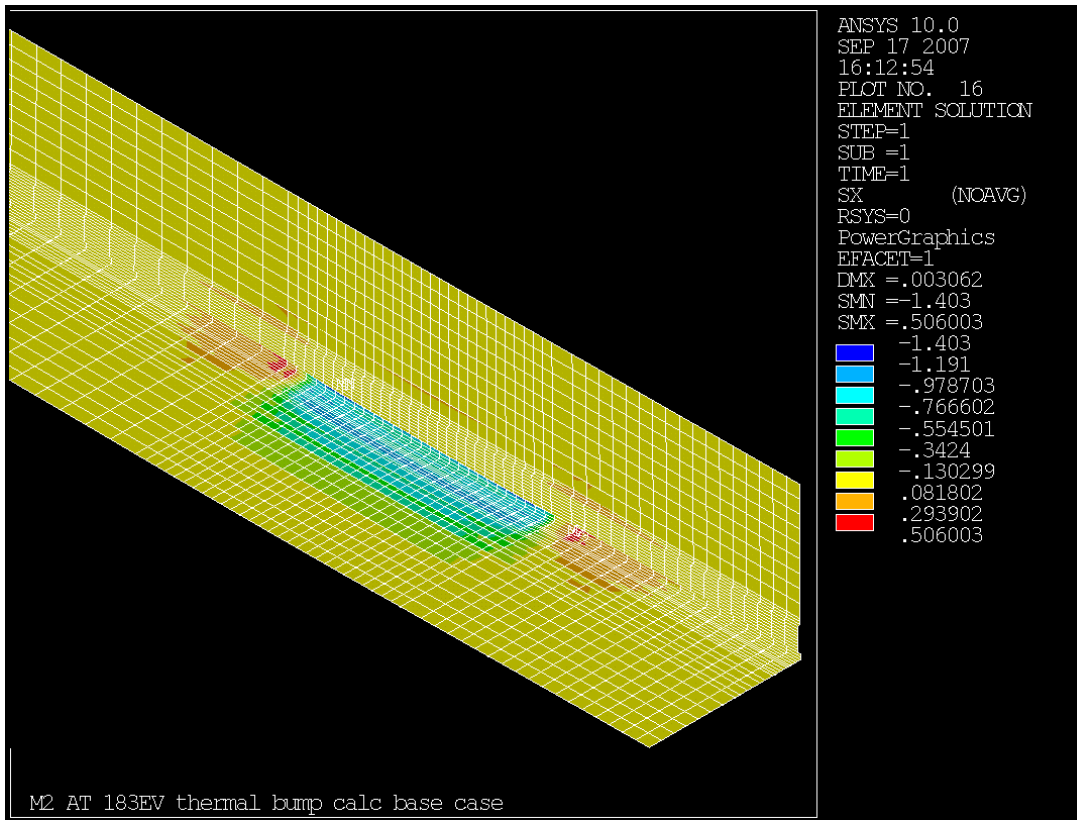 ANSYS 10.0
SEP 17 2007
16:12:54
PLOT NO. 16
ELEMENT SOLUTION
STEP=1
SUB =1
TIME=1
SX (NOAVG)
RSYS=0
PowerGraphics
EFACET=1
DMX =.003062
SMN =-1.403
SMX =.506003
-1.403
-1.191
-.978703
-.766602
-.554501
-.3424
-.130299
.081802
.293902
.506003
M2 AT 183EV thermal bump calc base case